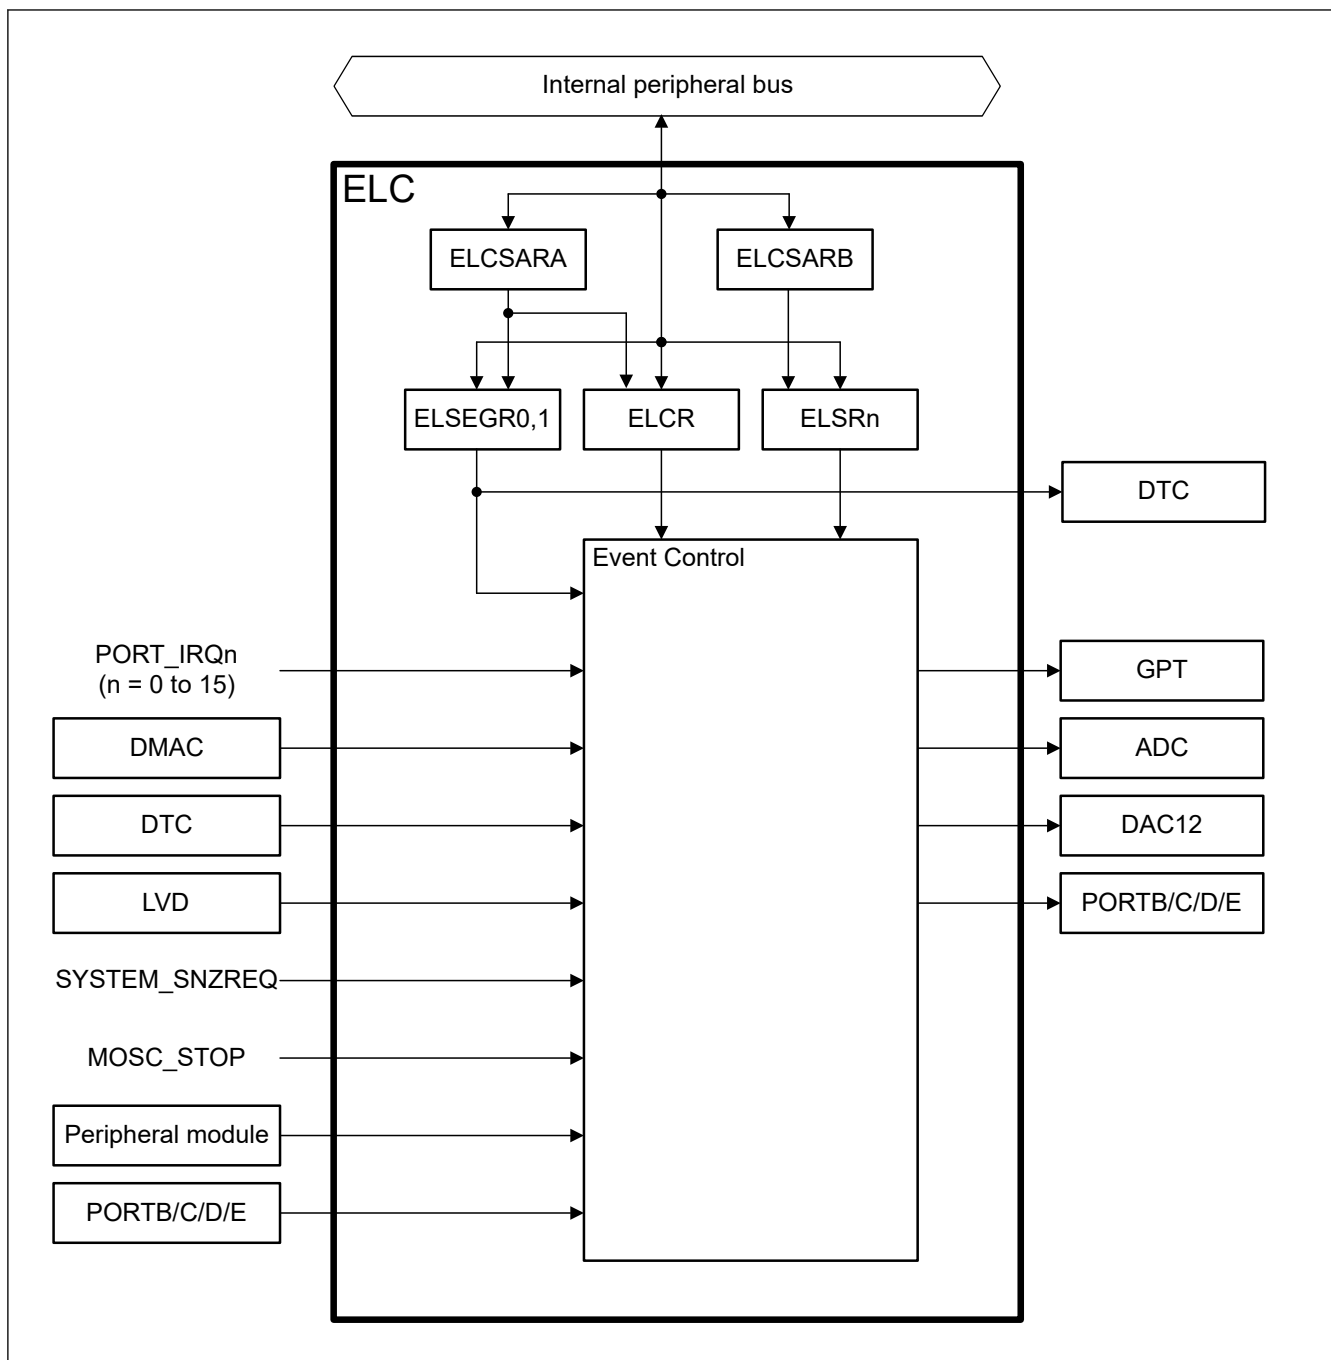 Internal peripheral bus
ELC
ELCSARA
ELCSARB
ELSEGR0,1
ELCR
ELSRn
DTC
Event Control
PORT_IRQn
(n = 0 to 15)
GPT
DMAC
ADC
DTC
DAC12
LVD
PORTB/C/D/E
SYSTEM_SNZREQ
MOSC_STOP
Peripheral module
PORTB/C/D/E